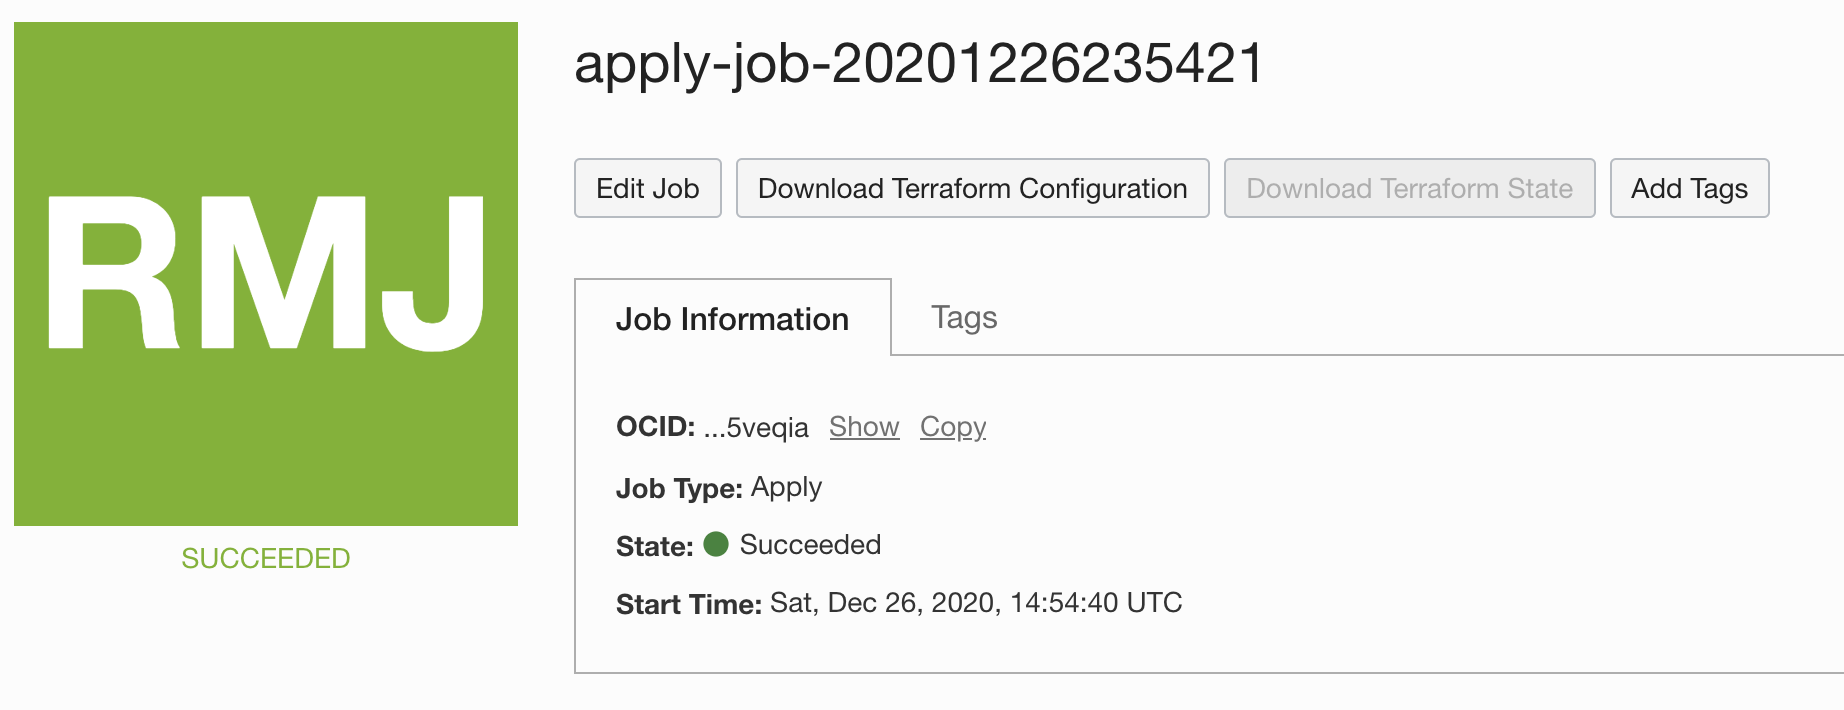 RMJ
SUCCEEDED
apply-job-20201226235421
Edit Job Download Terraform Configuration Download Terraform State Add Tags
Job Information Tags
OCID: ...5veqia Show Copy
Job Type: Apply
State: Succeeded
Start Time: Sat, Dec 26, 2020, 14:54:40 UTC